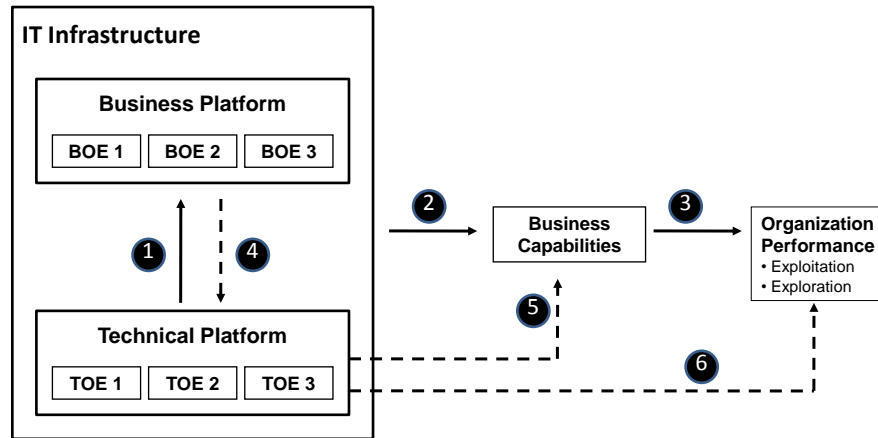 IT Infrastructure
Business Platform
BOE 1 BOE 2 BOE 3
1
4
2
3
Business
Capabilities
Organization
Performance
• Exploitation
• Exploration
5
Technical Platform
TOE 1 TOE 2 TOE 3
6